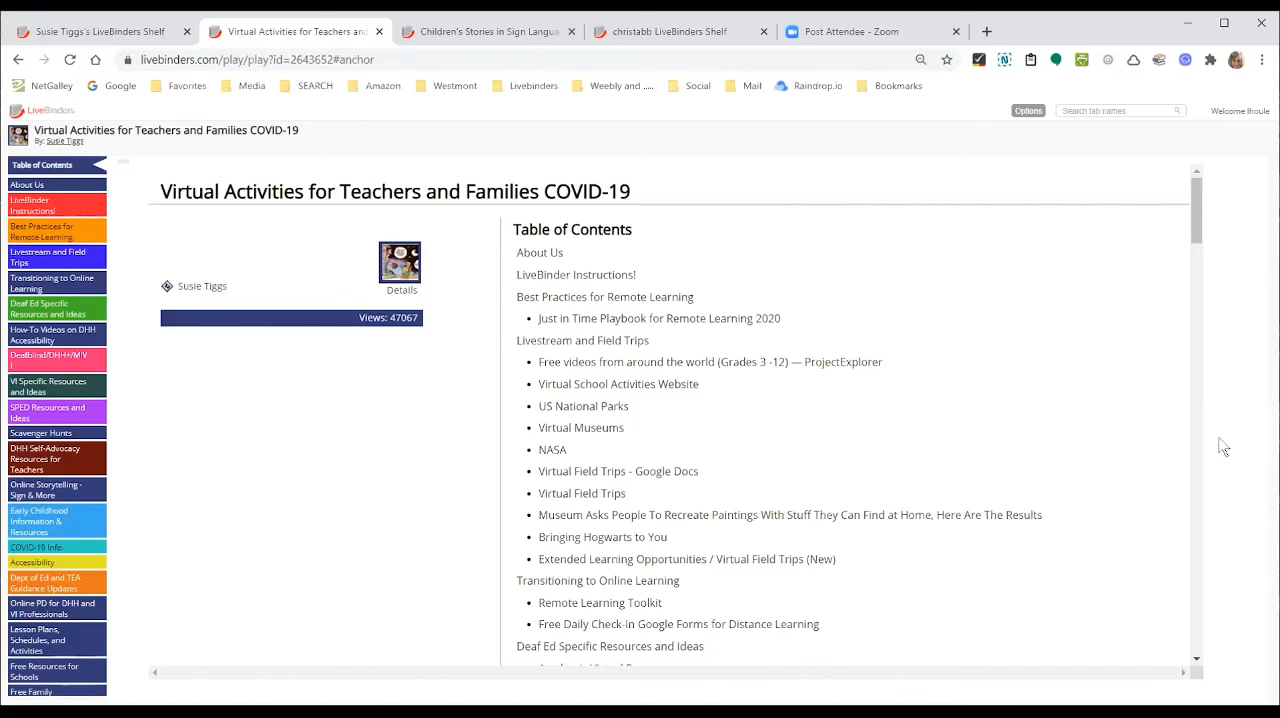 Susie Tiggs's LiveBinders Shelf
Virtual Activities for Teachers an
Children's Stories in Sign Langua
christabb LiveBinders Shelf
Post Attendee - Zoom
livebinders.com/play/play?id=2643652#anchor
NetGalley
Google
Favorites
Media
SEARCH
Amazon
Westmont
Livebinders
Weebly and .....
Social
Mail
Raindrop.io
Bookmarks
LiveBinders
Options
Search tab names
Welcome lhoule
Virtual Activities for Teachers and Families COVID-19
By: Susie Tiggs
Table of Contents
About Us
LiveBinder
Instructions!
Best Practices for
Remote Learning
Livestream and Field
Trips
Transitioning to Online
Learning
Deaf Ed Specific
Resources and Ideas
How-To Videos on DHH
Accessibility
Deafblind/DHH+/MIV
I
VI Specific Resources
and Ideas
SPED Resources and
Ideas
Scavenger Hunts
DHH Self-Advocacy
Resources for
Teachers
Online Storytelling -
Sign & More
Early Childhood
Information &
Resources
COVID-19 Info
Accessibility
Dept of Ed and TEA
Guidance Updates
Online PD for DHH and
VI Professionals
Lesson Plans,
Schedules, and
Activities
Free Resources for
Schools
Free Family
Virtual Activities for Teachers and Families COVID-19
Susie Tiggs
Details
Views: 47067
Table of Contents
About Us
LiveBinder Instructions!
Best Practices for Remote Learning
• Just in Time Playbook for Remote Learning 2020
Livestream and Field Trips
• Free videos from around the world (Grades 3 -12) — ProjectExplorer
• Virtual School Activities Website
• US National Parks
• Virtual Museums
• NASA
• Virtual Field Trips - Google Docs
• Virtual Field Trips
• Museum Asks People To Recreate Paintings With Stuff They Can Find at Home, Here Are The Results
• Bringing Hogwarts to You
• Extended Learning Opportunities / Virtual Field Trips (New)
Transitioning to Online Learning
• Remote Learning Toolkit
• Free Daily Check-In Google Forms for Distance Learning
Deaf Ed Specific Resources and Ideas